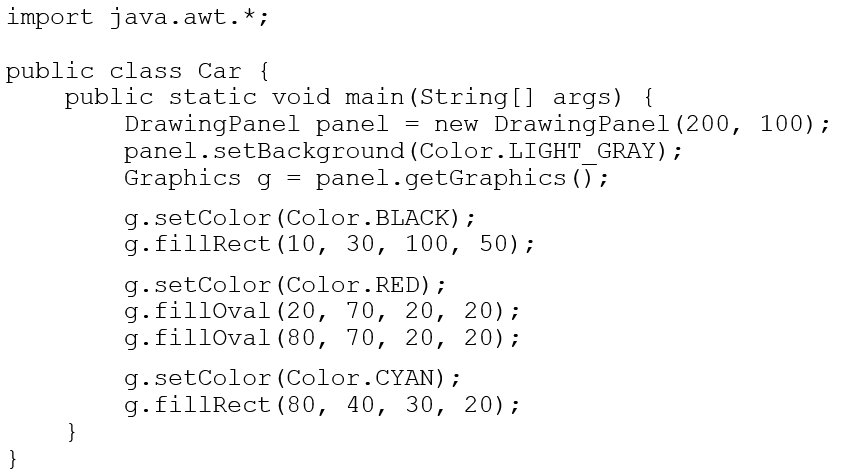 import java.awt.*;
public class Car {
    public static void main(String[] args) {
        DrawingPanel panel = new DrawingPanel(200, 100);
        panel.setBackground(Color.LIGHT_GRAY);
        Graphics g = panel.getGraphics();
        g.setColor(Color.BLACK);
        g.fillRect(10, 30, 100, 50);
        g.setColor(Color.RED);
        g.fillOval(20, 70, 20, 20);
        g.fillOval(80, 70, 20, 20);
        g.setColor(Color.CYAN);
        g.fillRect(80, 40, 30, 20);
    }
}